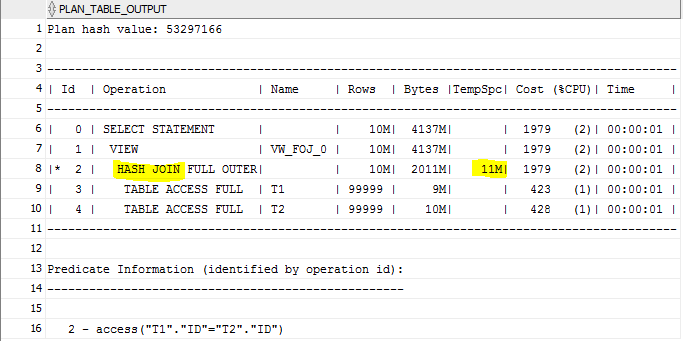 PLAN_TABLE_OUTPUT
1 Plan hash value: 53297166
2
3 --------------------------------------------------------------------------------------------
4 | Id  | Operation             | Name     | Rows  | Bytes |TempSpc| Cost (%CPU)| Time     |
5 --------------------------------------------------------------------------------------------
6 |   0 | SELECT STATEMENT      |          |   10M|  4137M|       |  1979   (2)| 00:00:01 |
7 |   1 |  VIEW                 | VW_FOJ_0 |   10M|  4137M|       |  1979   (2)| 00:00:01 |
8 |*  2 |   HASH JOIN FULL OUTER|          |   10M|  2011M|    11M|  1979   (2)| 00:00:01 |
9 |   3 |    TABLE ACCESS FULL  | T1       | 99999 |     9M|       |   423   (1)| 00:00:01 |
10 |   4 |    TABLE ACCESS FULL  | T2       | 99999 |    10M|       |   428   (1)| 00:00:01 |
11 --------------------------------------------------------------------------------------------
12
13 Predicate Information (identified by operation id):
14 ---------------------------------------------------
15
16    2 - access("T1"."ID"="T2"."ID")